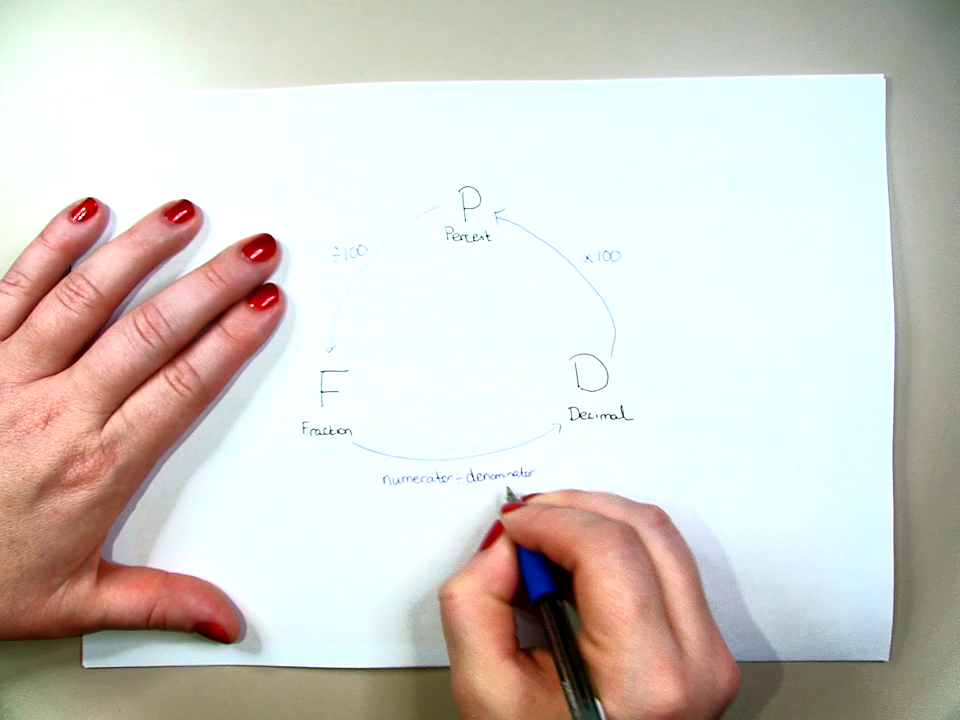 P
Percent
÷100
x100
F
Fraction
D
Decimal
numerator÷denominator